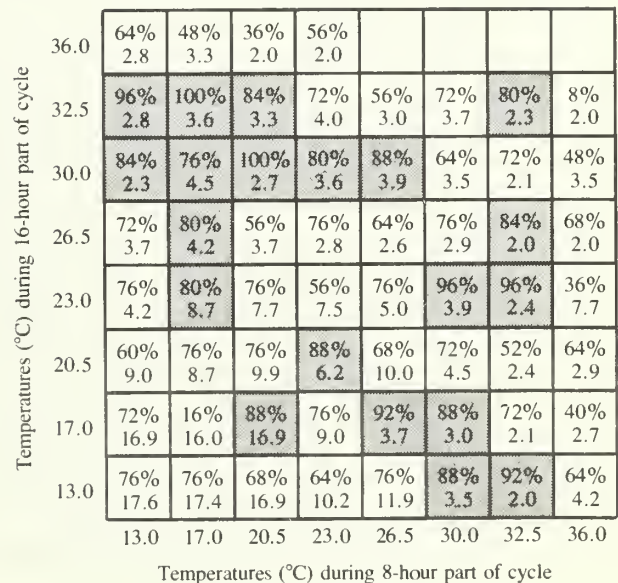 Temperatures (°C) during 16-hour part of cycle
36.0 64% 48% 36% 56%
2.8 3.3 2.0 2.0
32.5 96% 100% 84% 72% 56% 72% 80% 8%
2.8 3.6 3.3 4.0 3.0 3.7 2.3 2.0
30.0 84% 76% 100% 80% 88% 64% 72% 48%
2.3 4.5 2.7 3.6 3.9 3.5 2.1 3.5
26.5 72% 80% 56% 76% 64% 76% 84% 68%
3.7 4.2 3.7 2.8 2.6 2.9 2.0 2.0
23.0 76% 80% 76% 56% 76% 96% 96% 36%
4.2 8.7 7.7 7.5 5.0 3.9 2.4 7.7
20.5 60% 76% 76% 88% 68% 72% 52% 64%
9.0 8.7 9.9 6.2 10.0 4.5 2.4 2.9
17.0 72% 16% 88% 76% 92% 88% 72% 40%
16.9 16.0 16.9 9.0 3.7 3.0 2.1 2.7
13.0 76% 76% 68% 64% 76% 88% 92% 64%
17.6 17.4 16.9 10.2 11.9 3.5 2.0 4.2
13.0 17.0 20.5 23.0 26.5 30.0 32.5 36.0
Temperatures (°C) during 8-hour part of cycle